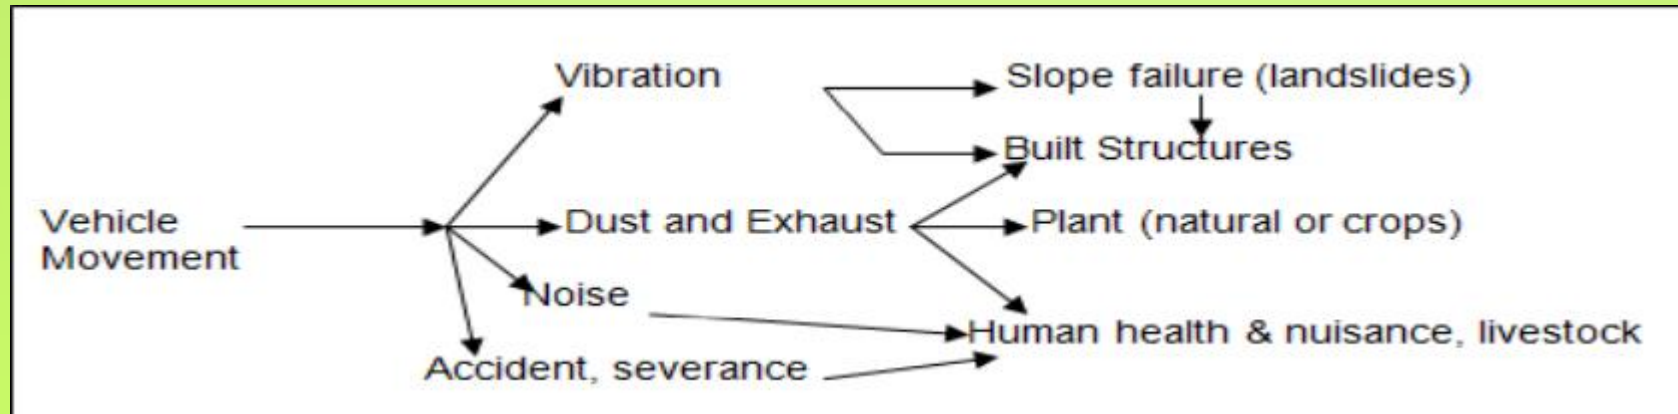 Vibration
Slope failure (landslides)
Built Structures
Vehicle
Movement
Dust and Exhaust
Plant (natural or crops)
Noise
Human health & nuisance, livestock
Accident, severance